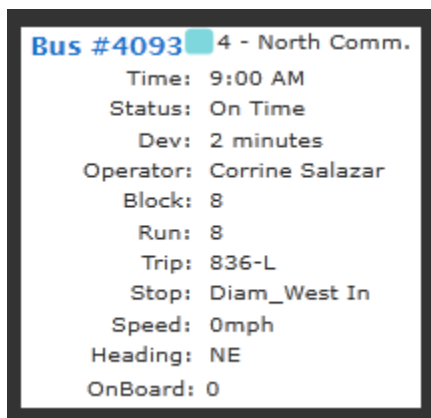 Bus #4093 4 - North Comm.
Time: 9:00 AM
Status: On Time
Dev: 2 minutes
Operator: Corrine Salazar
Block: 8
Run: 8
Trip: 836-L
Stop: Diam_West In
Speed: 0mph
Heading: NE
OnBoard: 0